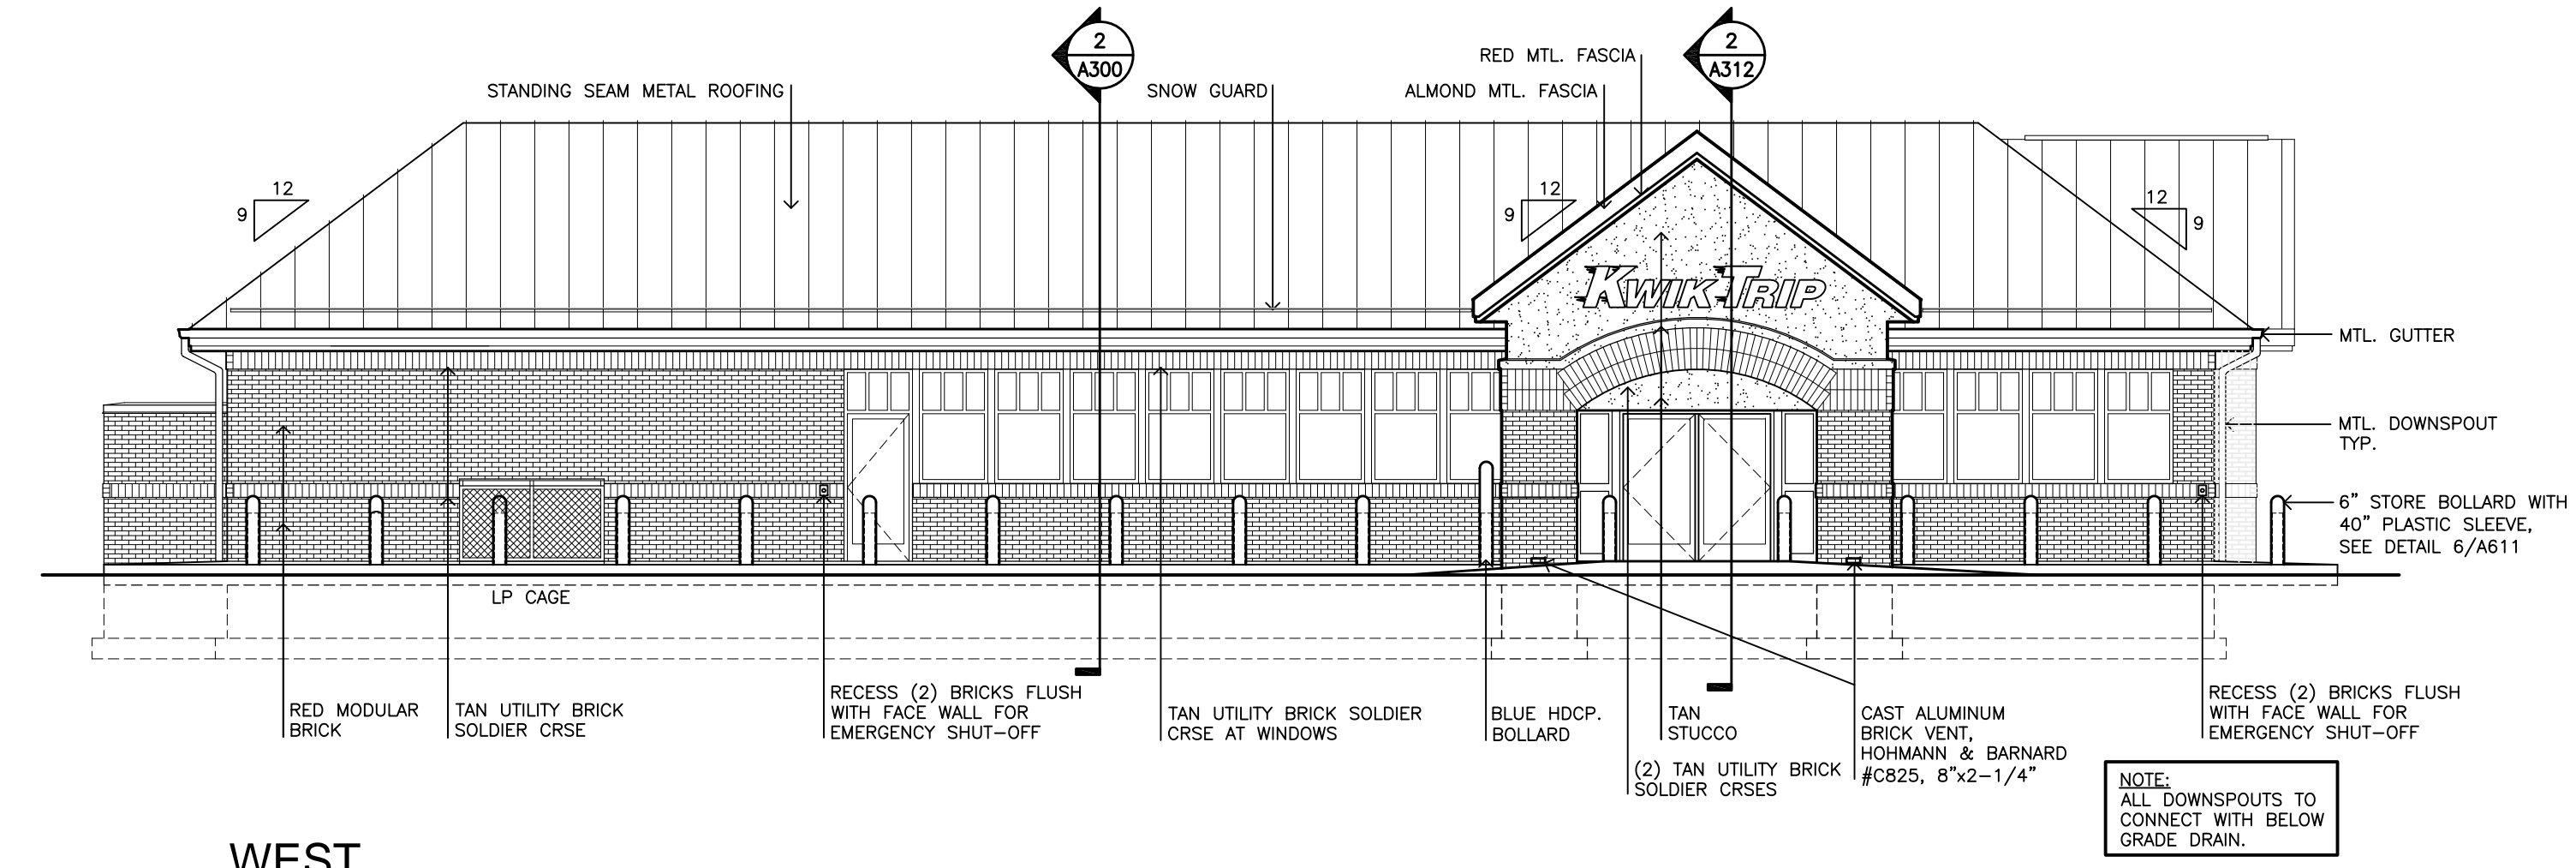 2
A300
2
A312
RED MTL. FASCIA
STANDING SEAM METAL ROOFING
SNOW GUARD
ALMOND MTL. FASCIA
12
9
12
9
12
9
KWIK TRIP
MTL. GUTTER
MTL. DOWNSPOUT
TYP.
6" STORE BOLLARD WITH
40" PLASTIC SLEEVE,
SEE DETAIL 6/A611
LP CAGE
RED MODULAR
BRICK
TAN UTILITY BRICK
SOLDIER CRSE
RECESS (2) BRICKS FLUSH
WITH FACE WALL FOR
EMERGENCY SHUT-OFF
TAN UTILITY BRICK SOLDIER
CRSE AT WINDOWS
BLUE HDCP.
BOLLARD
TAN
STUCCO
(2) TAN UTILITY BRICK
SOLDIER CRSES
CAST ALUMINUM
BRICK VENT,
HOHMANN & BARNARD
#C825, 8"x2-1/4"
RECESS (2) BRICKS FLUSH
WITH FACE WALL FOR
EMERGENCY SHUT-OFF
NOTE:
ALL DOWNSPOUTS TO
CONNECT WITH BELOW
GRADE DRAIN.
WEST